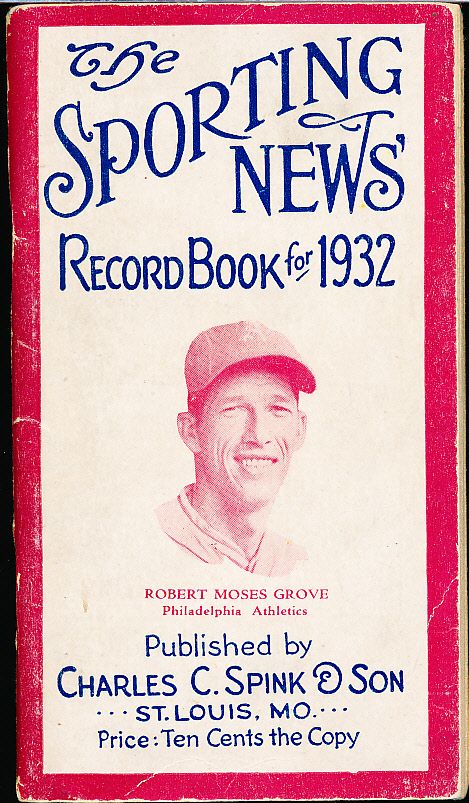 The
SPORTING
NEWS'
RECORD BOOK for 1932
ROBERT MOSES GROVE
Philadelphia Athletics
Published by
CHARLES C. SPINK & SON
··· ST. LOUIS, MO. ···
Price: Ten Cents the Copy